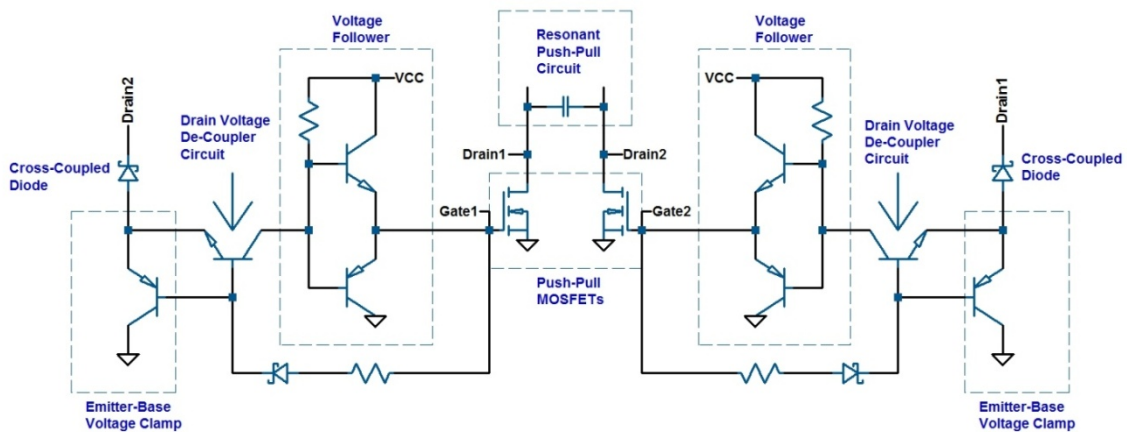 Voltage
Follower
Resonant
Push-Pull
Circuit
Voltage
Follower
Drain2
VCC
VCC
Drain1
Drain Voltage
De-Coupler
Circuit
Drain Voltage
De-Coupler
Circuit
Cross-Coupled
Diode
Drain1
Drain2
Cross-Coupled
Diode
Gate1
Gate2
Push-Pull
MOSFETs
Emitter-Base
Voltage Clamp
Emitter-Base
Voltage Clamp